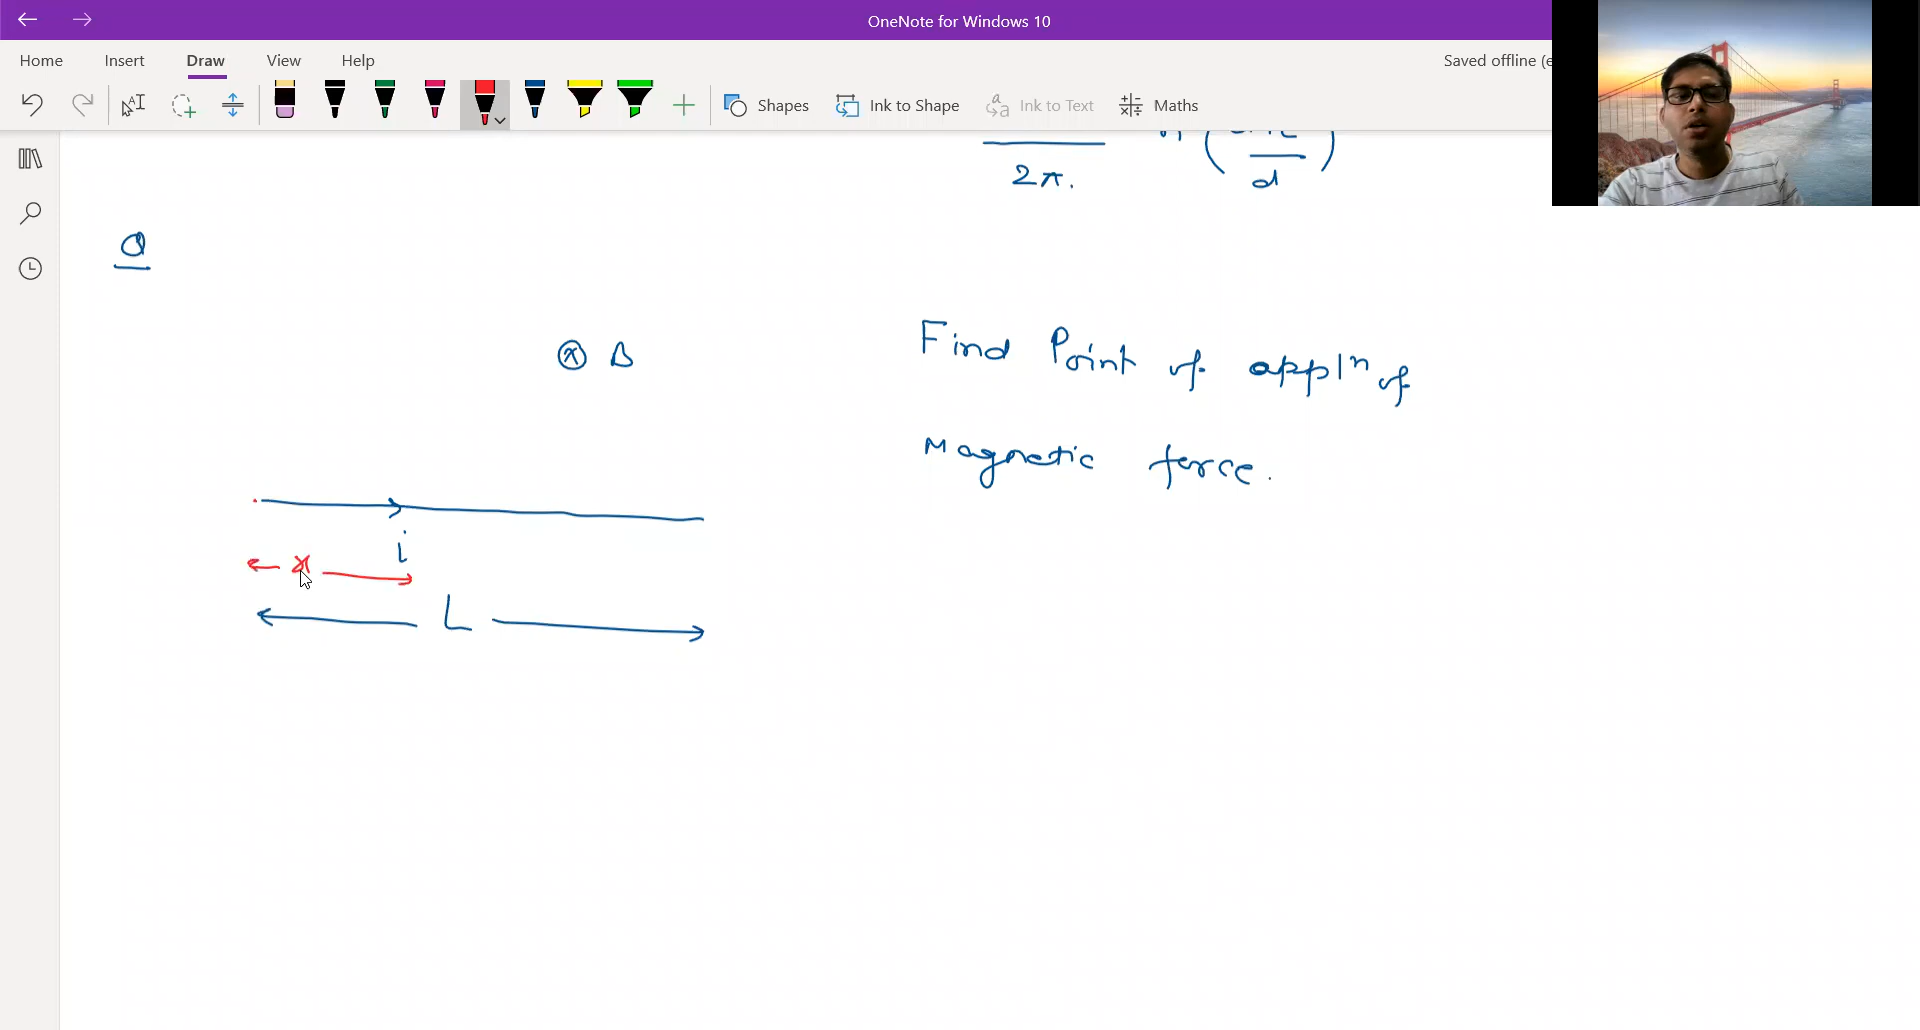 OneNote for Windows 10
Home Insert Draw View Help
Saved offline (e
Shapes Ink to Shape Ink to Text Maths
2π.
d
Q
ⓧ B
Find Point of applⁿ of
Magnetic force.
i
x
L